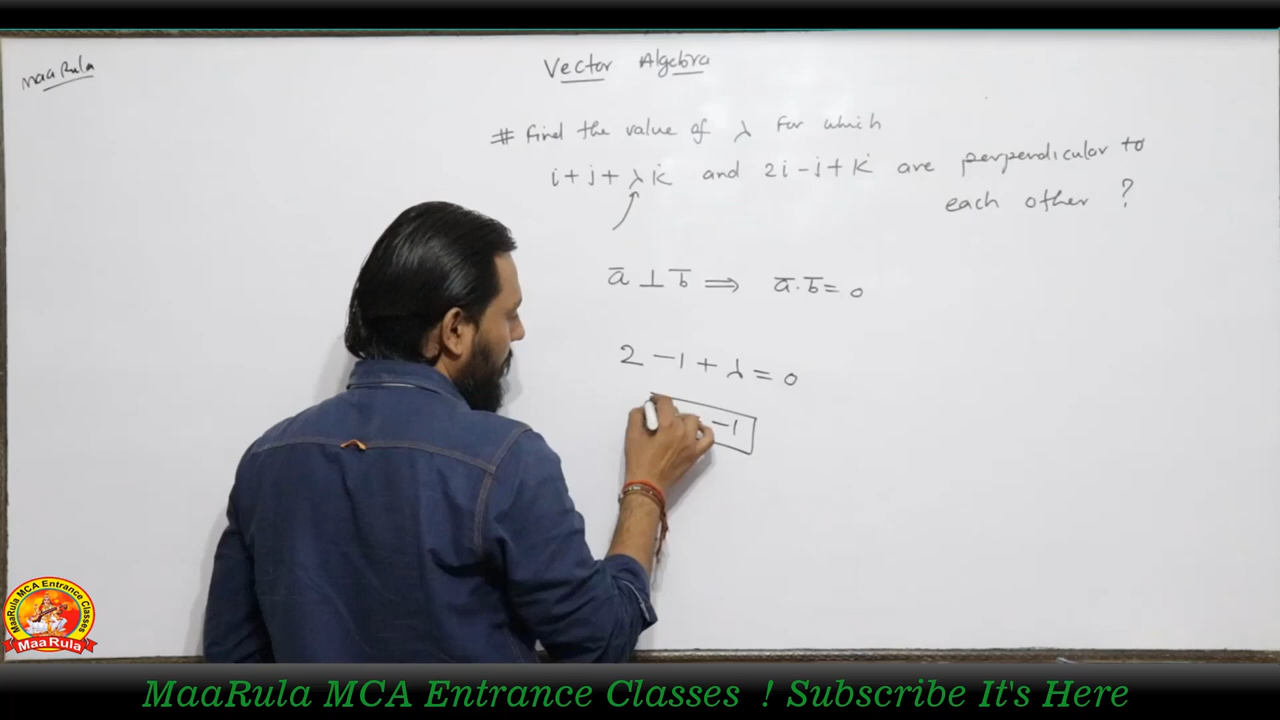 MaaRula
Vector Algebra
# Find the value of λ for which
i + j + λk and 2i - j + k are perpendicular to
each other ?
a̅ ⊥ b̅ ⟹ a̅·b̅ = 0
2 - 1 + λ = 0
-1
MaaRula MCA Entrance Classes
MaaRula
MaaRula MCA Entrance Classes ! Subscribe It's Here